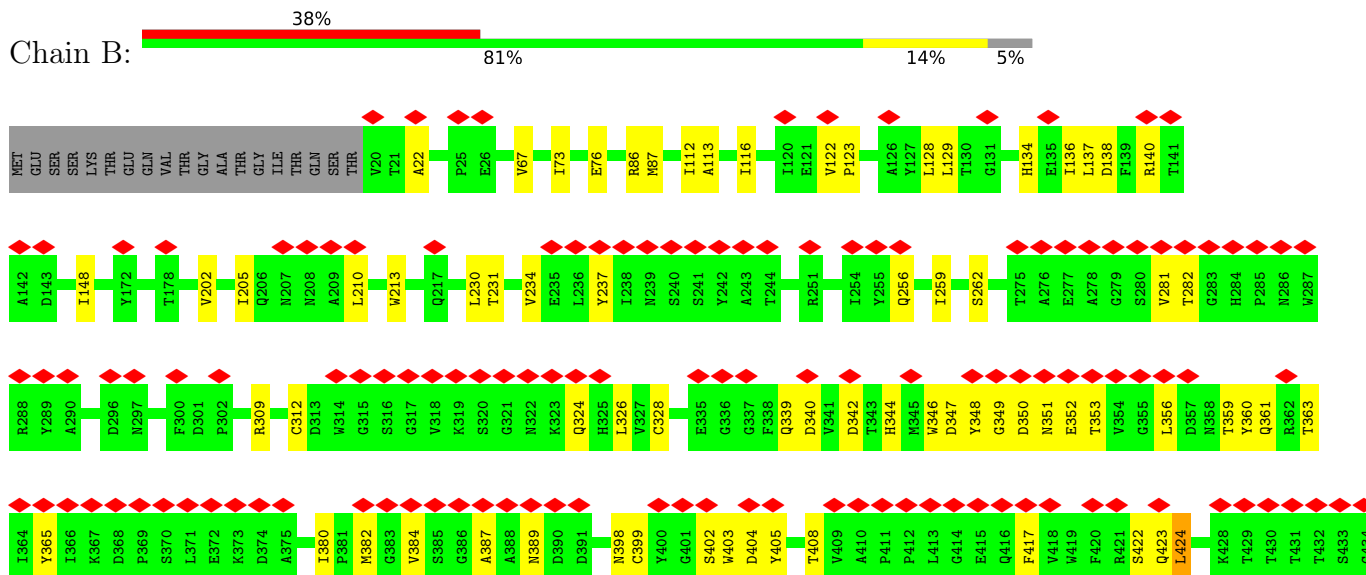 38%
Chain B:
81% 14% 5%
MET GLU SER SER LYS THR GLU GLN VAL THR GLY ALA THR GLY ILE THR GLN SER THR V20 T21 A22 P25 E26 V67 I73 E76 R86 M87 I112 A113 I116 I120 E121 V122 P123 A126 Y127 L128 L129 T130 G131 H134 E135 I136 L137 D138 F139 R140 T141
A142 D143 I148 Y172 T178 V202 I205 Q206 N207 N208 A209 L210 W213 Q217 L230 T231 V234 E235 L236 Y237 I238 N239 S240 S241 Y242 A243 T244 R251 I254 Y255 Q256 I259 S262 T275 A276 E277 A278 G279 S280 V281 T282 G283 H284 P285 N286 W287
R288 Y289 A290 D296 N297 F300 D301 P302 R309 C312 D313 W314 G315 S316 G317 V318 K319 S320 G321 N322 K323 Q324 H325 L326 V327 C328 E335 G336 G337 F338 Q339 D340 V341 D342 T343 H344 M345 W346 D347 Y348 G349 D350 N351 E352 T353 V354 G355 L356 D357 N358 T359 Y360 Q361 R362 T363
I364 Y365 I366 K367 D368 P369 S370 L371 E372 K373 D374 A375 I380 P381 M382 G383 V384 S385 G386 A387 A388 N389 D390 D391 N398 C399 Y400 G401 S402 W403 D404 Y405 T408 V409 A410 P411 P412 L413 G414 E415 Q416 F417 V418 W419 F420 R421 S422 Q423 L424 K428 T429 T430 T431 T432 S433